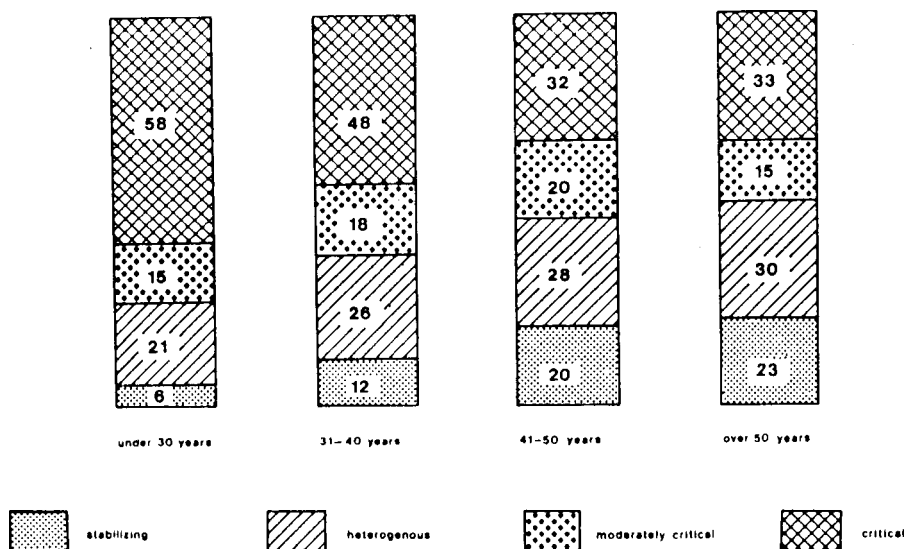 58 48 32 33
15 18 20 15
21 26 28 30
6 12 20 23
under 30 years 31–40 years 41–50 years over 50 years
stabilizing heterogenous moderately critical critical